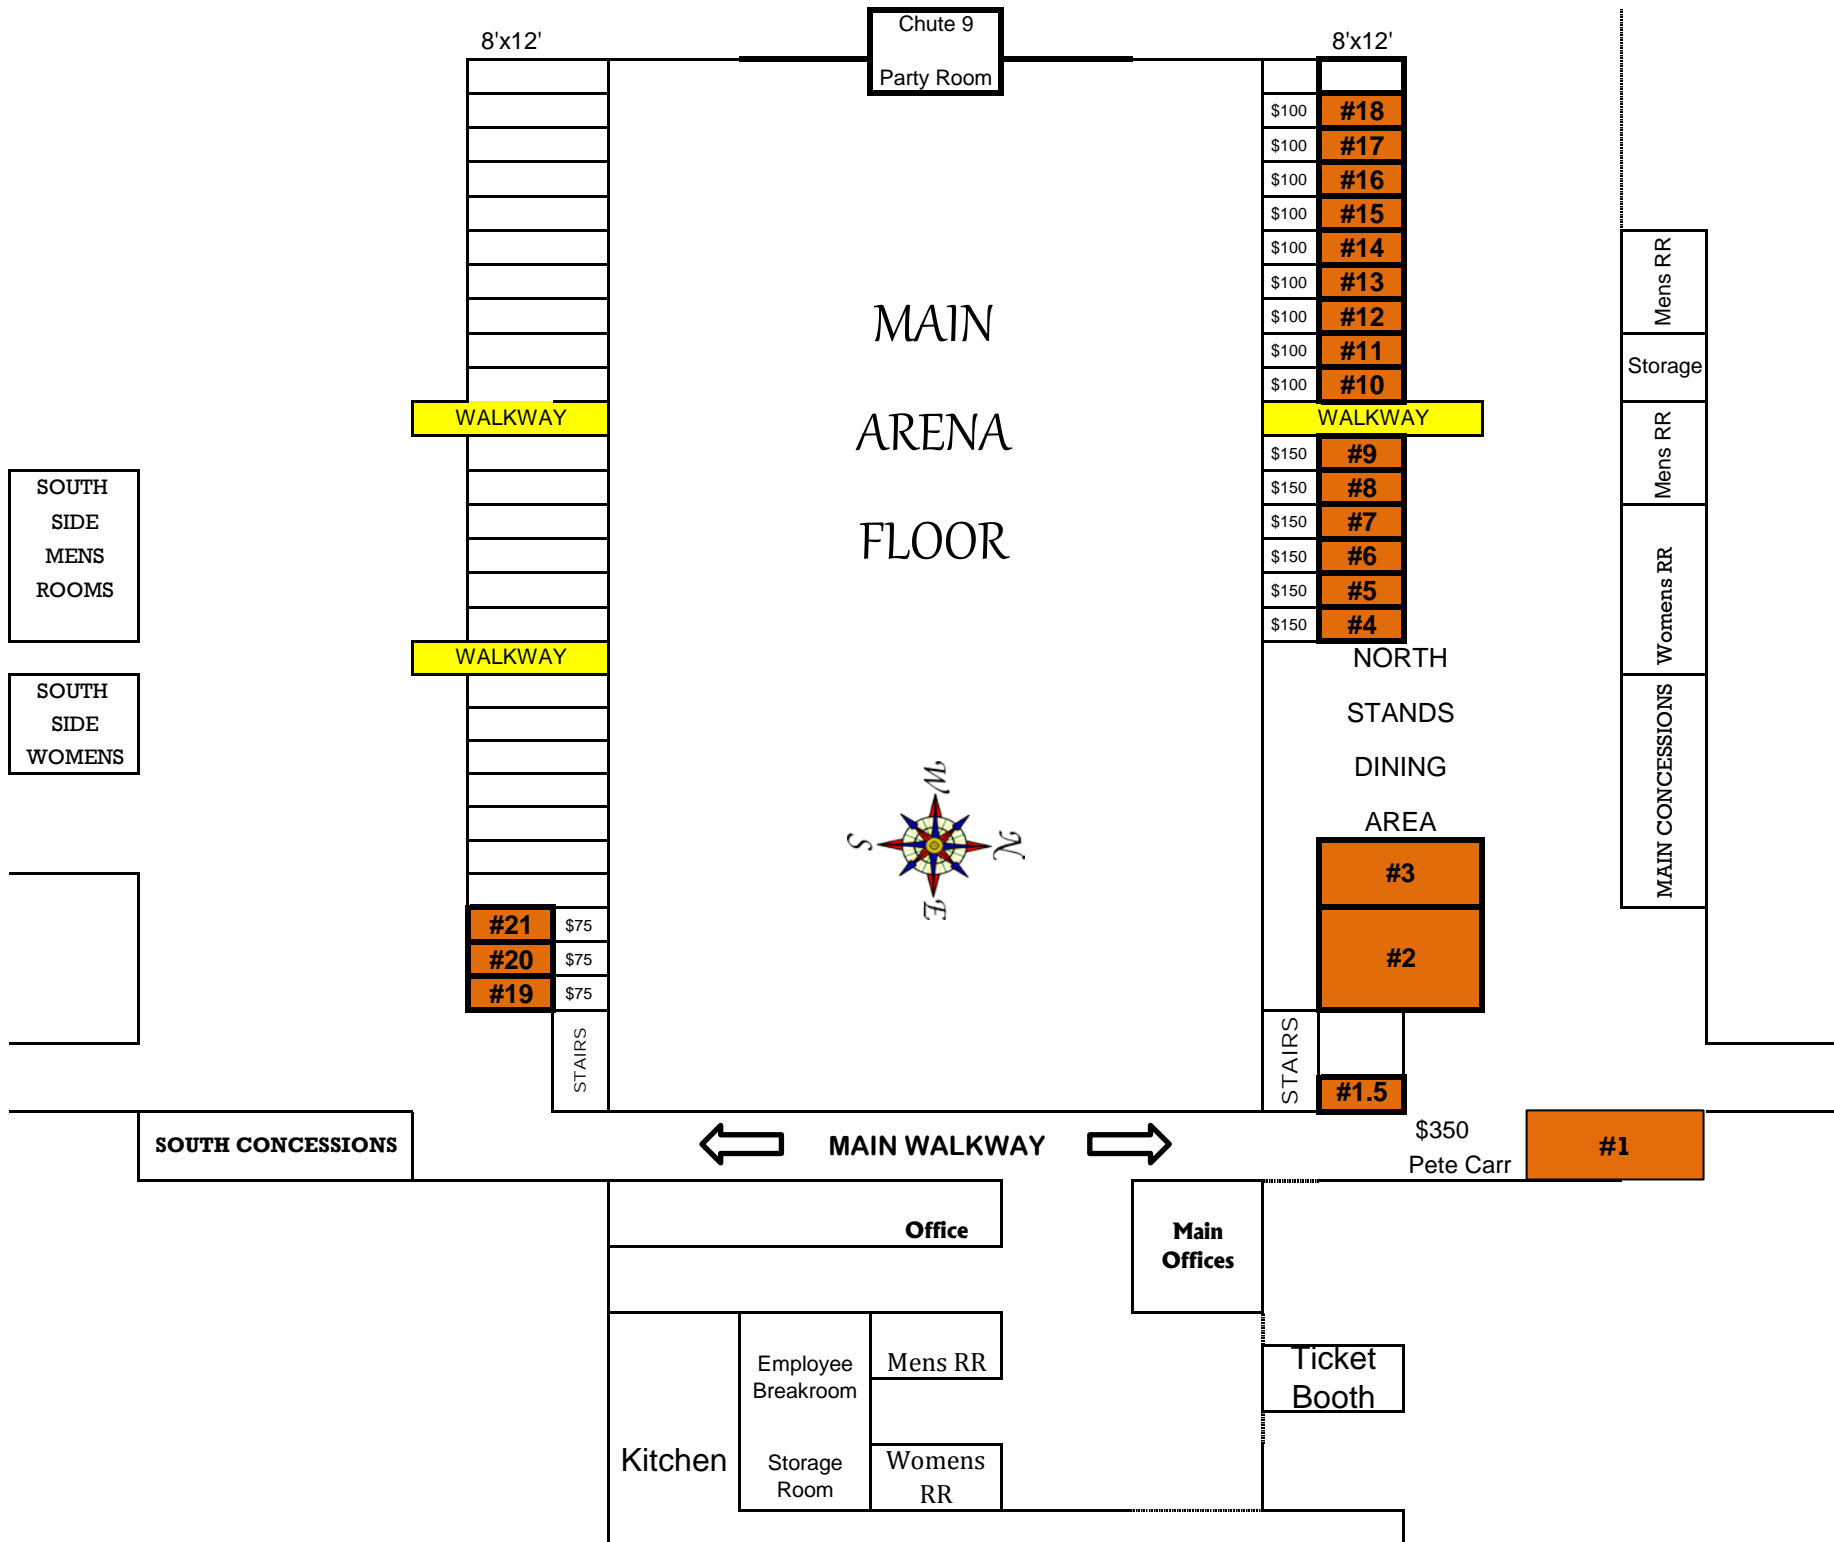 Chute 9
Party Room
8'x12'
8'x12'
$100 #18
$100 #17
$100 #16
$100 #15
$100 #14
$100 #13
$100 #12
$100 #11
$100 #10
Mens RR
Storage
MAIN
ARENA
FLOOR
WALKWAY
WALKWAY
$150 #9
$150 #8
$150 #7
$150 #6
$150 #5
$150 #4
Mens RR
Womens RR
MAIN CONCESSIONS
SOUTH
SIDE
MENS
ROOMS
WALKWAY
SOUTH
SIDE
WOMENS
NORTH
STANDS
DINING
AREA
W
S
N
E
#3
#2
#21 $75
#20 $75
#19 $75
STAIRS
STAIRS
#1.5
SOUTH CONCESSIONS
MAIN WALKWAY
$350
Pete Carr
#1
Office
Main
Offices
Ticket
Booth
Employee
Breakroom
Mens RR
Kitchen
Storage
Room
Womens
RR